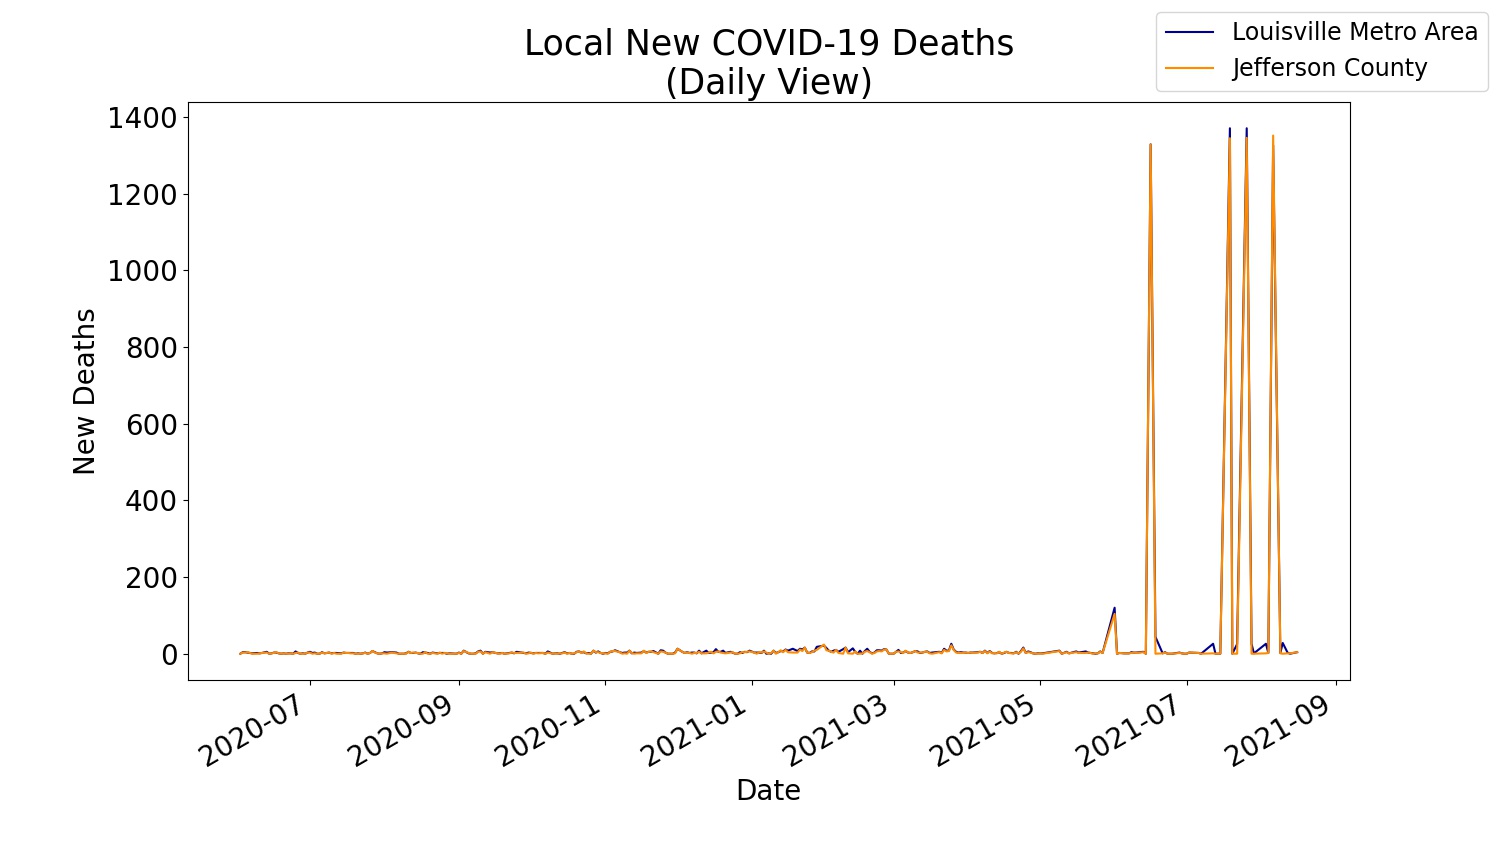 Local New COVID-19 Deaths
(Daily View)
Louisville Metro Area
Jefferson County
1400
1200
1000
800
600
400
200
0
New Deaths
2020-07
2020-09
2020-11
2021-01
2021-03
2021-05
2021-07
2021-09
Date